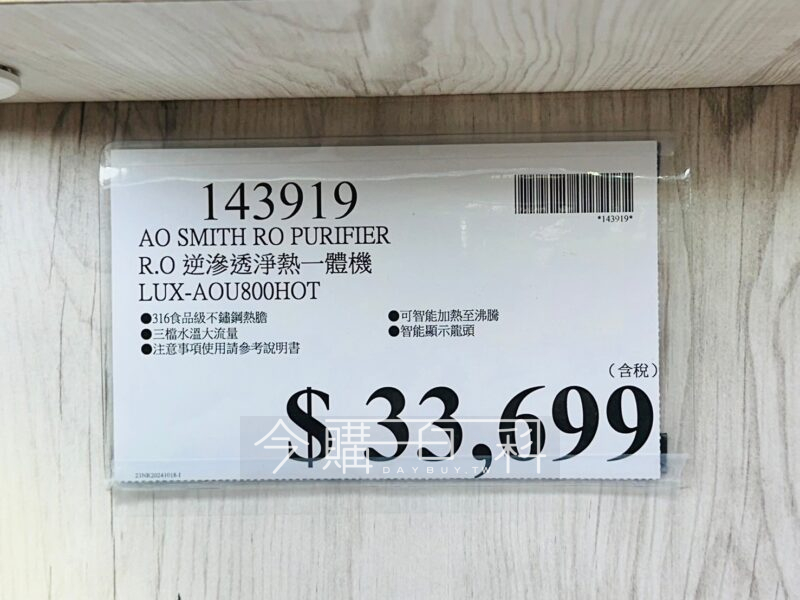 143919
*143919*
AO SMITH RO PURIFIER
R.O 逆滲透淨熱一體機
LUX-AOU800HOT
●316食品級不鏽鋼熱膽
●可智能加熱至沸騰
●三檔水溫大流量
●智能顯示龍頭
●注意事項使用請參考說明書
(含稅)
$ 33,699
今購百科
DAYBUY.TW